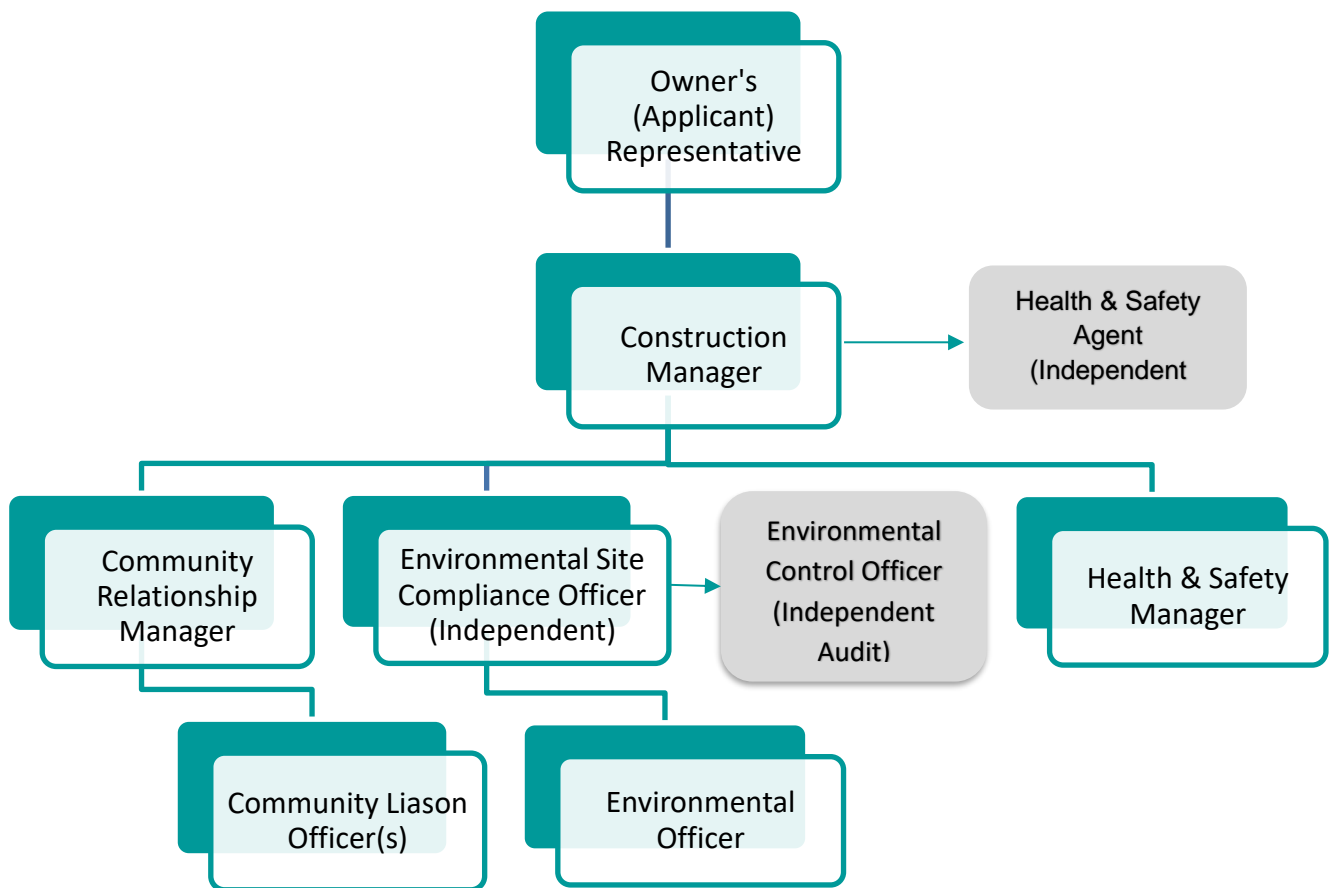 Owner's
(Applicant)
Representative
Construction
Manager
Health & Safety
Agent
(Independent
Community
Relationship
Manager
Environmental Site
Compliance Officer
(Independent)
Environmental
Control Officer
(Independent
Audit)
Health & Safety
Manager
Community Liason
Officer(s)
Environmental
Officer